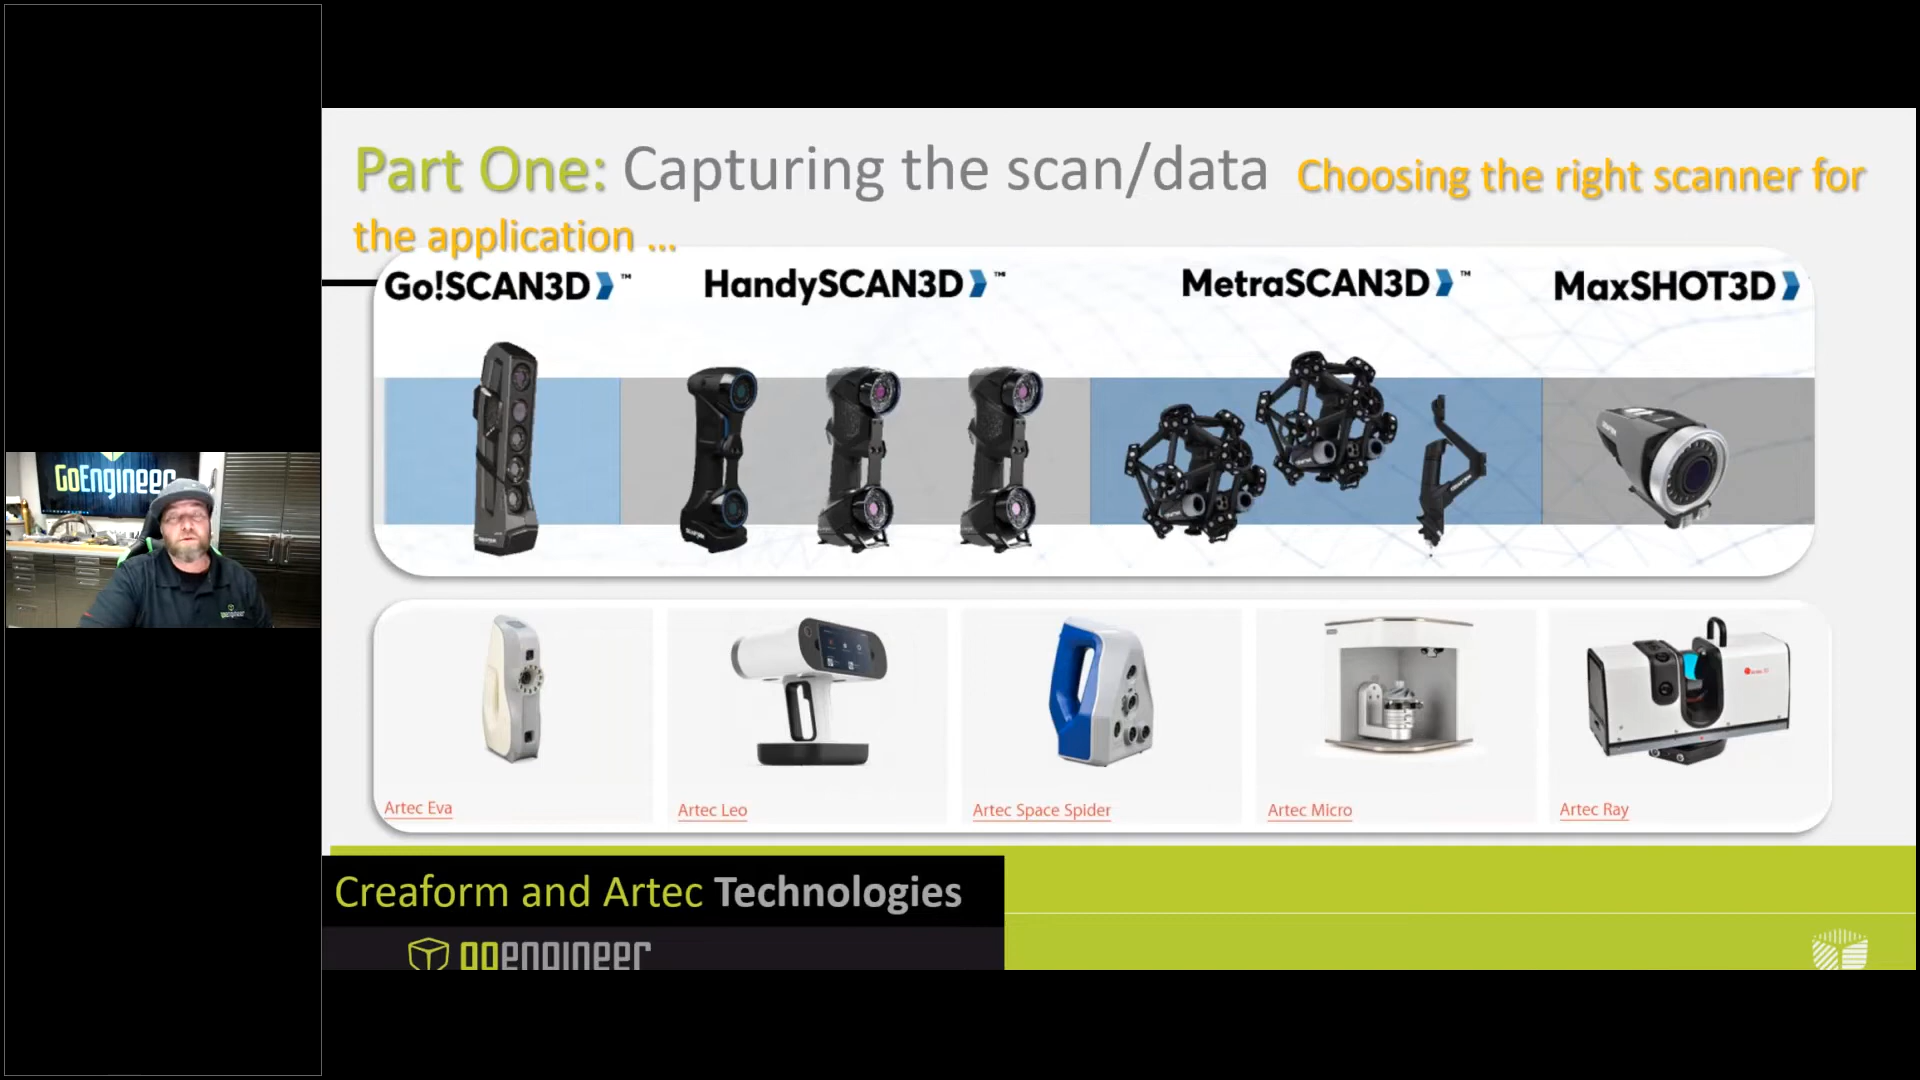 Part One: Capturing the scan/data Choosing the right scanner for
the application ...
Go!SCAN3D ™
HandySCAN3D ™
MetraSCAN3D ™
MaxSHOT3D
GoEngineer
Artec Eva
Artec Leo
Artec Space Spider
Artec Micro
Artec Ray
Creaform and Artec Technologies
goengineer